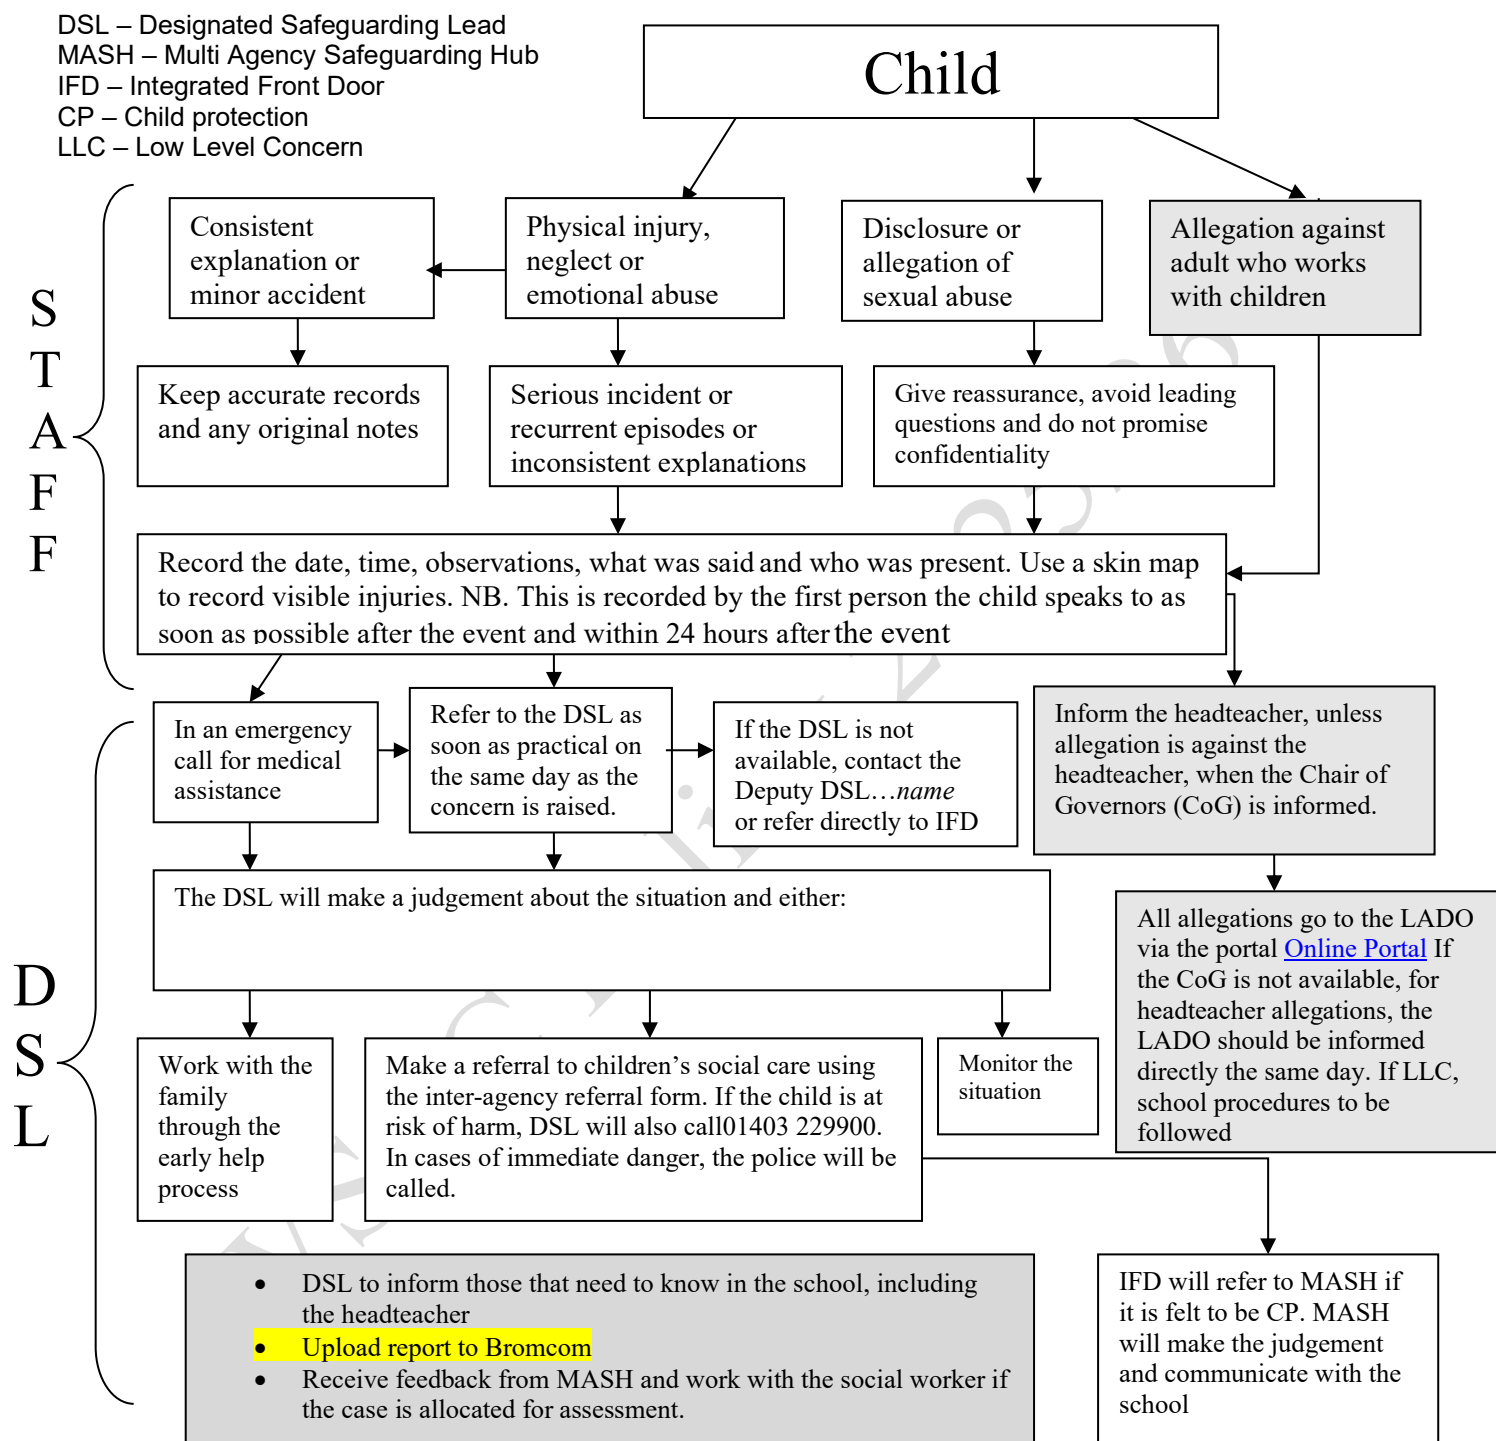 DSL – Designated Safeguarding Lead
MASH – Multi Agency Safeguarding Hub
IFD – Integrated Front Door
CP – Child protection
LLC – Low Level Concern
Child
S
T
A
F
F
Consistent
explanation or
minor accident
Physical injury,
neglect or
emotional abuse
Disclosure or
allegation of
sexual abuse
Allegation against
adult who works
with children
Keep accurate records
and any original notes
Serious incident or
recurrent episodes or
inconsistent explanations
Give reassurance, avoid leading
questions and do not promise
confidentiality
Record the date, time, observations, what was said and who was present. Use a skin map
to record visible injuries. NB. This is recorded by the first person the child speaks to as
soon as possible after the event and within 24 hours after the event
D
S
L
In an emergency
call for medical
assistance
Refer to the DSL as
soon as practical on
the same day as the
concern is raised.
If the DSL is not
available, contact the
Deputy DSL…name
or refer directly to IFD
Inform the headteacher, unless
allegation is against the
headteacher, when the Chair of
Governors (CoG) is informed.
The DSL will make a judgement about the situation and either:
All allegations go to the LADO
via the portal Online Portal If
the CoG is not available, for
headteacher allegations, the
LADO should be informed
directly the same day. If LLC,
school procedures to be
followed
Work with the
family
through the
early help
process
Make a referral to children’s social care using
the inter-agency referral form. If the child is at
risk of harm, DSL will also call01403 229900.
In cases of immediate danger, the police will be
called.
Monitor the
situation
• DSL to inform those that need to know in the school, including
the headteacher
• Upload report to Bromcom
• Receive feedback from MASH and work with the social worker if
the case is allocated for assessment.
IFD will refer to MASH if
it is felt to be CP. MASH
will make the judgement
and communicate with the
school